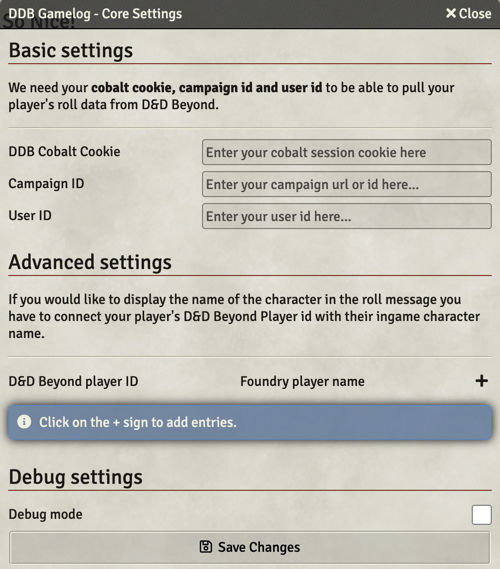 So Nice!
DDB Gamelog - Core Settings
Close
Basic settings
We need your cobalt cookie, campaign id and user id to be able to pull your
player's roll data from D&D Beyond.
DDB Cobalt Cookie
Enter your cobalt session cookie here
Campaign ID
Enter your campaign url or id here...
User ID
Enter your user id here...
Advanced settings
If you would like to display the name of the character in the roll message you
have to connect your player's D&D Beyond Player id with their ingame character
name.
D&D Beyond player ID Foundry player name +
Click on the + sign to add entries.
Debug settings
Debug mode
Save Changes